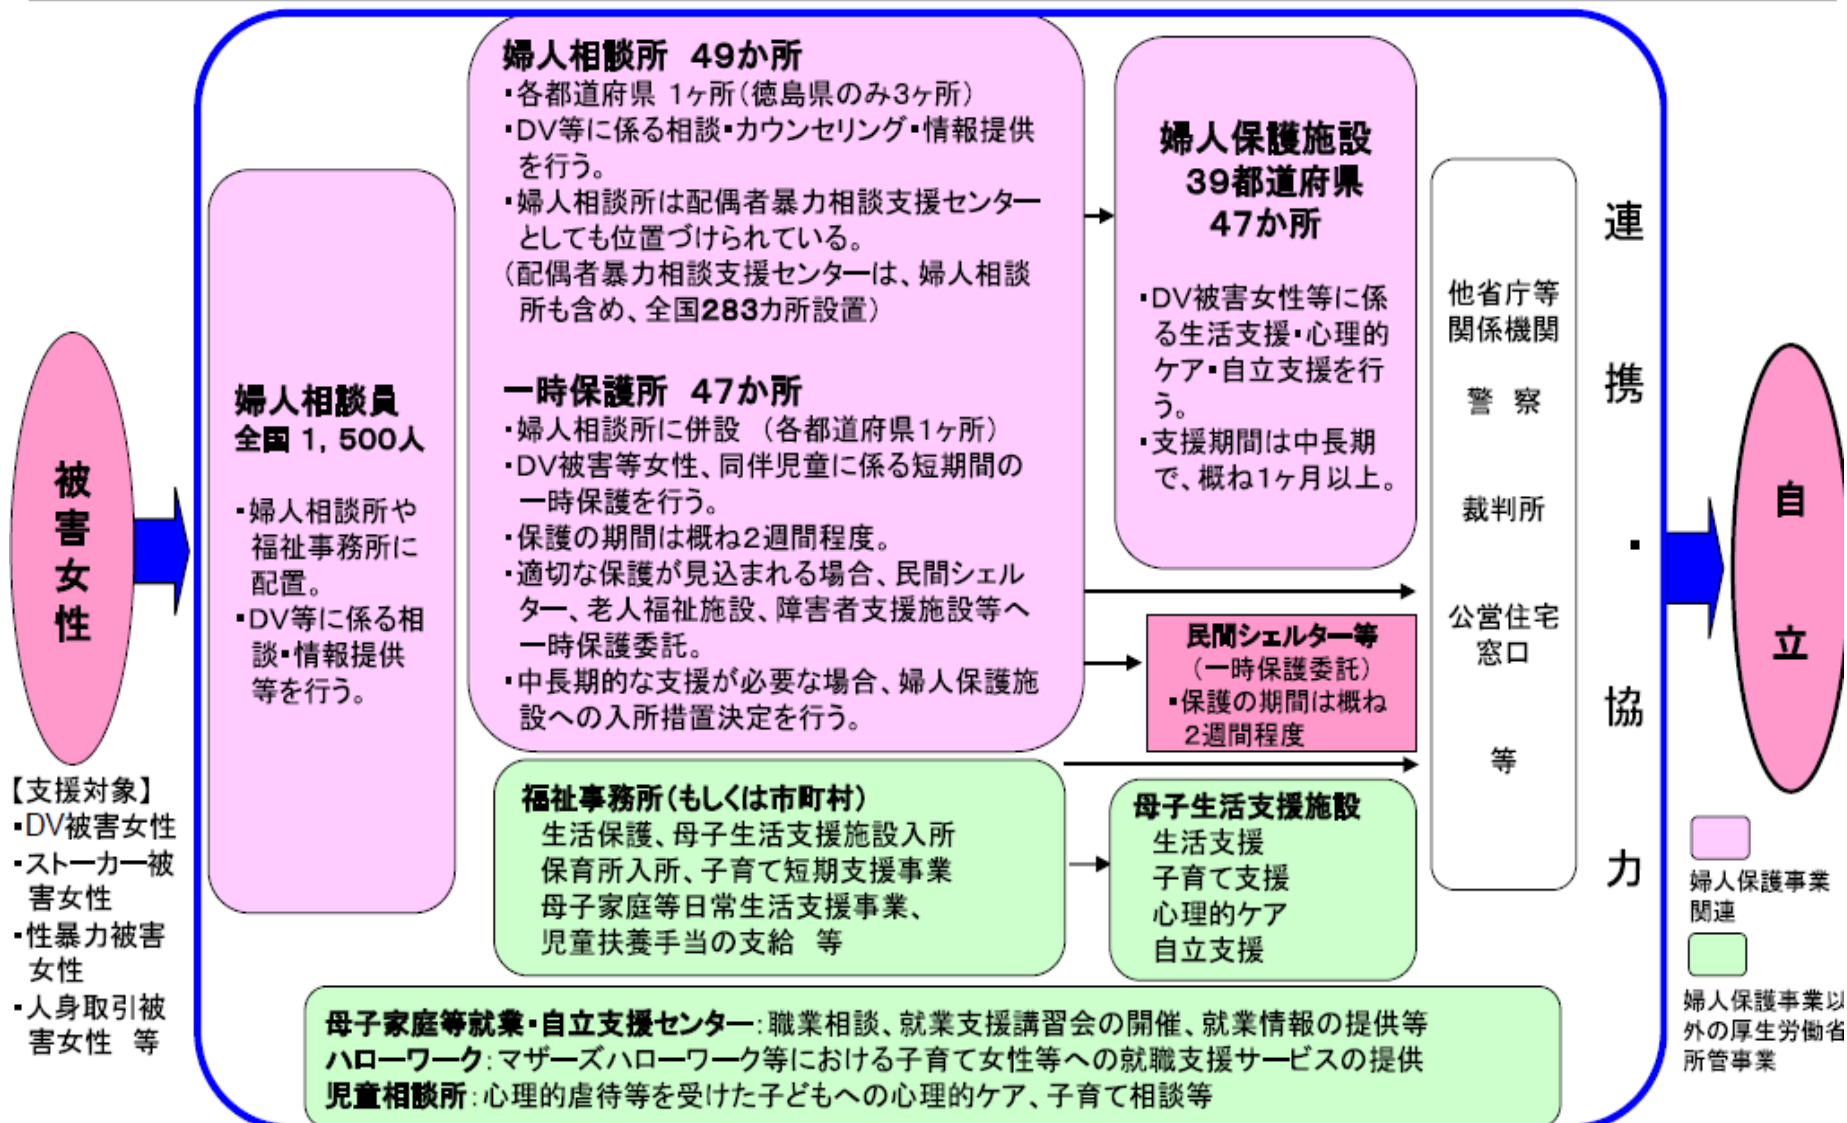 被害女性
【支援対象】
・DV被害女性
・ストーカー被
害女性
・性暴力被害
女性
・人身取引被
害女性 等
婦人相談員
全国 1,500人
・婦人相談所や
福祉事務所に
配置。
・DV等に係る相
談・情報提供
等を行う。
婦人相談所 49か所
・各都道府県 1ヶ所(徳島県のみ3ヶ所)
・DV等に係る相談・カウンセリング・情報提供
を行う。
・婦人相談所は配偶者暴力相談支援センター
としても位置づけられている。
(配偶者暴力相談支援センターは、婦人相談
所も含め、全国283カ所設置)
一時保護所 47か所
・婦人相談所に併設 (各都道府県1ヶ所)
・DV被害等女性、同伴児童に係る短期間の
一時保護を行う。
・保護の期間は概ね2週間程度。
・適切な保護が見込まれる場合、民間シェル
ター、老人福祉施設、障害者支援施設等へ
一時保護委託。
・中長期的な支援が必要な場合、婦人保護施
設への入所措置決定を行う。
婦人保護施設
39都道府県
47か所
・DV被害女性等に係
る生活支援・心理的
ケア・自立支援を行
う。
・支援期間は中長期
で、概ね1ヶ月以上。
民間シェルター等
(一時保護委託)
・保護の期間は概ね
2週間程度
福祉事務所(もしくは市町村)
生活保護、母子生活支援施設入所
保育所入所、子育て短期支援事業
母子家庭等日常生活支援事業、
児童扶養手当の支給 等
母子生活支援施設
生活支援
子育て支援
心理的ケア
自立支援
他省庁等
関係機関
警 察
裁判所
公営住宅
窓口
等
連携・協力
自立
婦人保護事業
関連
婦人保護事業以
外の厚生労働省
所管事業
母子家庭等就業・自立支援センター:職業相談、就業支援講習会の開催、就業情報の提供等
ハローワーク:マザーズハローワーク等における子育て女性等への就職支援サービスの提供
児童相談所:心理的虐待等を受けた子どもへの心理的ケア、子育て相談等